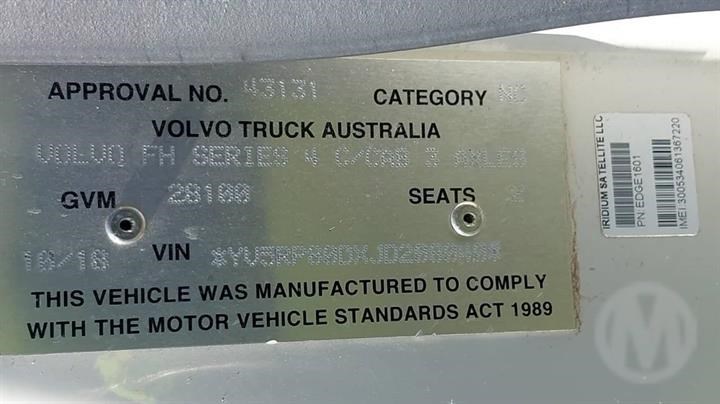 APPROVAL NO. 43131 CATEGORY NC
VOLVO TRUCK AUSTRALIA
VOLVO FH SERIES 4 C/CAB 3 AXLES
GVM 28100 SEATS
10/18 VIN
THIS VEHICLE WAS MANUFACTURED TO COMPLY
WITH THE MOTOR VEHICLE STANDARDS ACT 1989
IRIDIUM SATELLITE LLC
PN: EDGE1601
IMEI 300534061367220
M